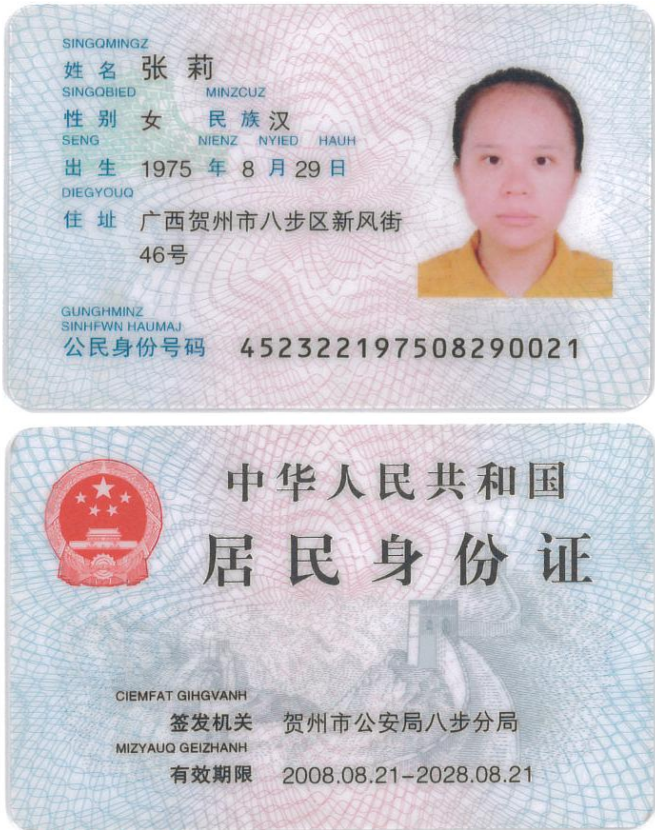 SINGQMINGZ
姓名 张莉
SINGQBIED MINZCUZ
性别 女 民族 汉
SENG NIENZ NYIED HAUH
出生 1975 年 8 月 29 日
DIEGYOUQ
住址 广西贺州市八步区新风街
46号
GUNGHMINZ
SINHFWN HAUMAJ
公民身份号码 452322197508290021
中华人民共和国
居民身份证
CIEMFAT GIHGVANH
签发机关 贺州市公安局八步分局
MIZYAUQ GEIZHANH
有效期限 2008.08.21-2028.08.21